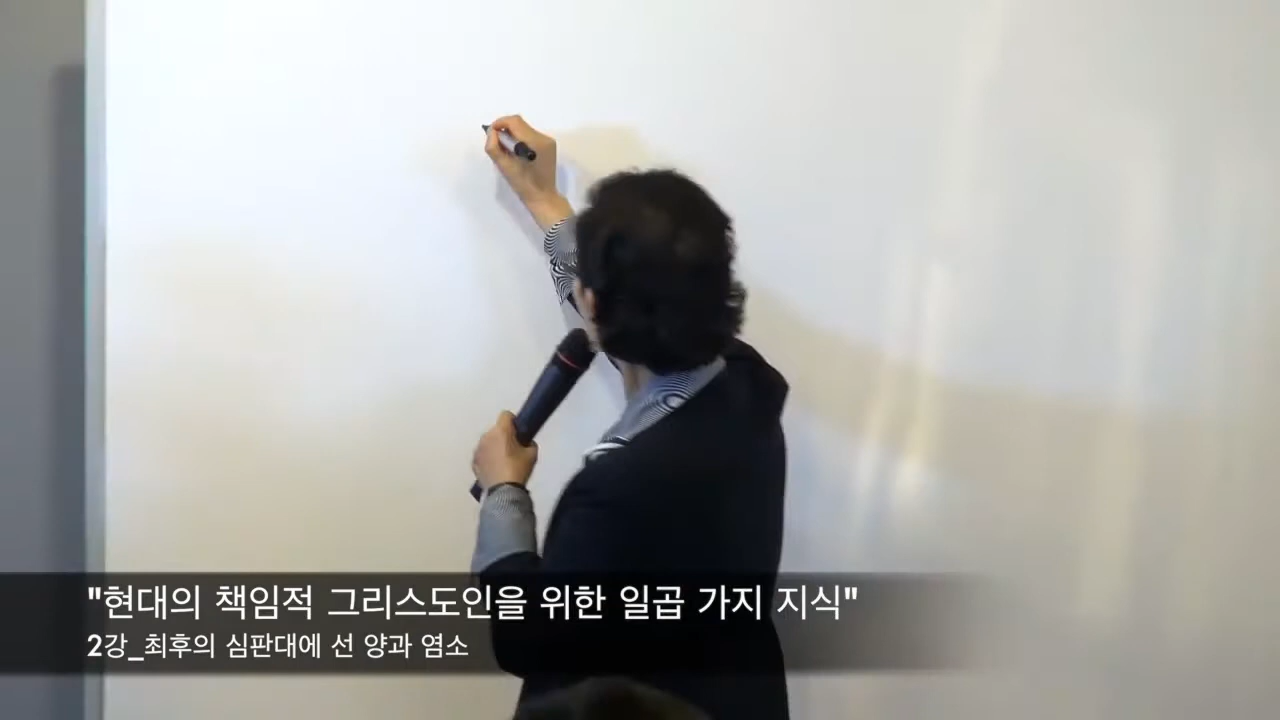 "현대의 책임적 그리스도인을 위한 일곱 가지 지식"
2강_최후의 심판대에 선 양과 염소